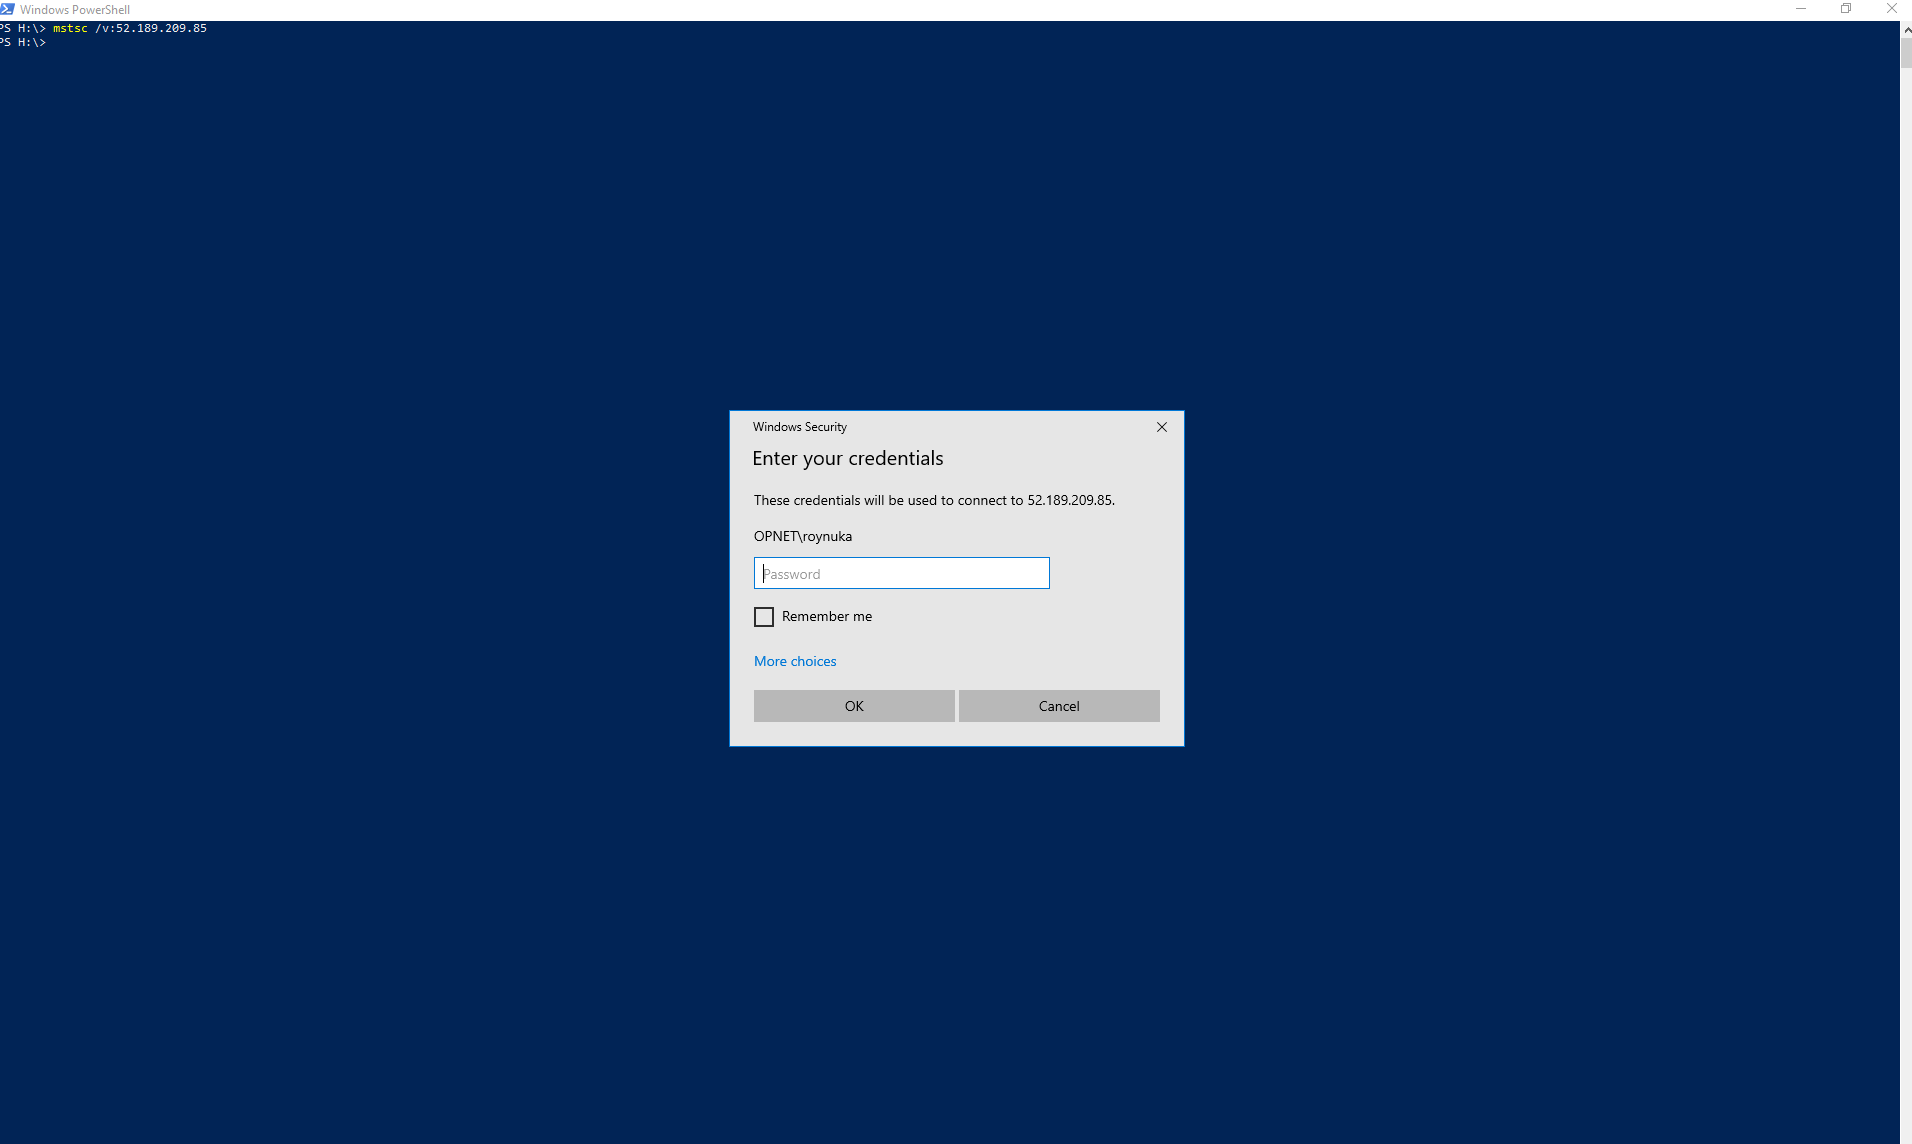 Windows PowerShell
PS H:\> mstsc /v:52.189.209.85
PS H:\>
Windows Security
Enter your credentials
These credentials will be used to connect to 52.189.209.85.
OPNET\roynuka
Password
Remember me
More choices
OK
Cancel